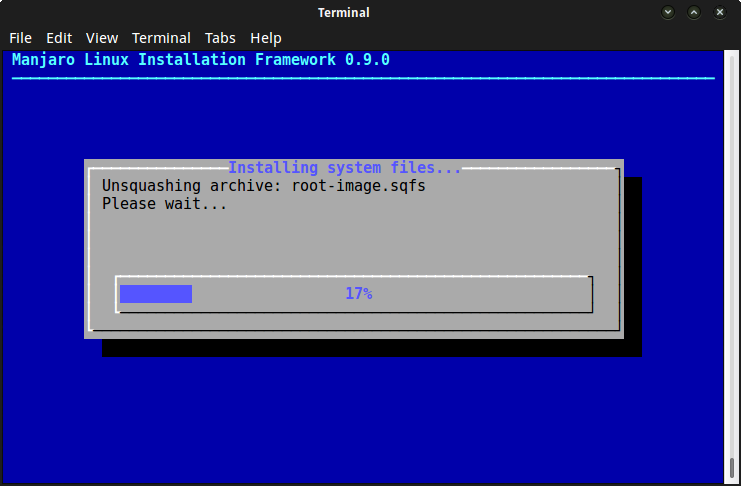 Terminal
File Edit View Terminal Tabs Help
Manjaro Linux Installation Framework 0.9.0
Installing system files...
Unsquashing archive: root-image.sqfs
Please wait...
17%